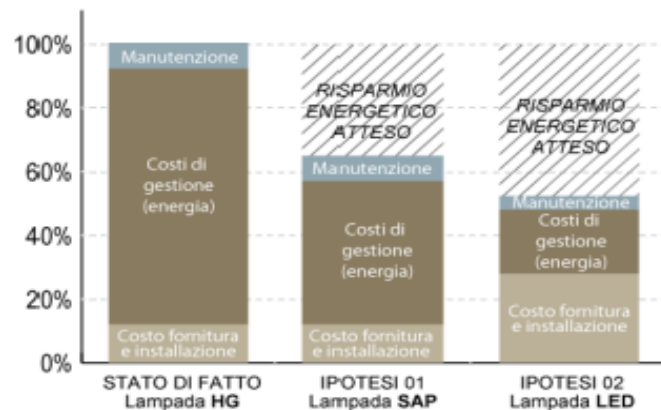 100%
80%
60%
40%
20%
0%
Manutenzione
Costi di
gestione
(energia)
Costo fornitura
e installazione
STATO DI FATTO
Lampada HG
RISPARMIO
ENERGETICO
ATTESO
Manutenzione
Costi di
gestione
(energia)
Costo fornitura
e installazione
IPOTESI 01
Lampada SAP
RISPARMIO
ENERGETICO
ATTESO
Manutenzione
Costi di
gestione
(energia)
Costo fornitura
e installazione
IPOTESI 02
Lampada LED